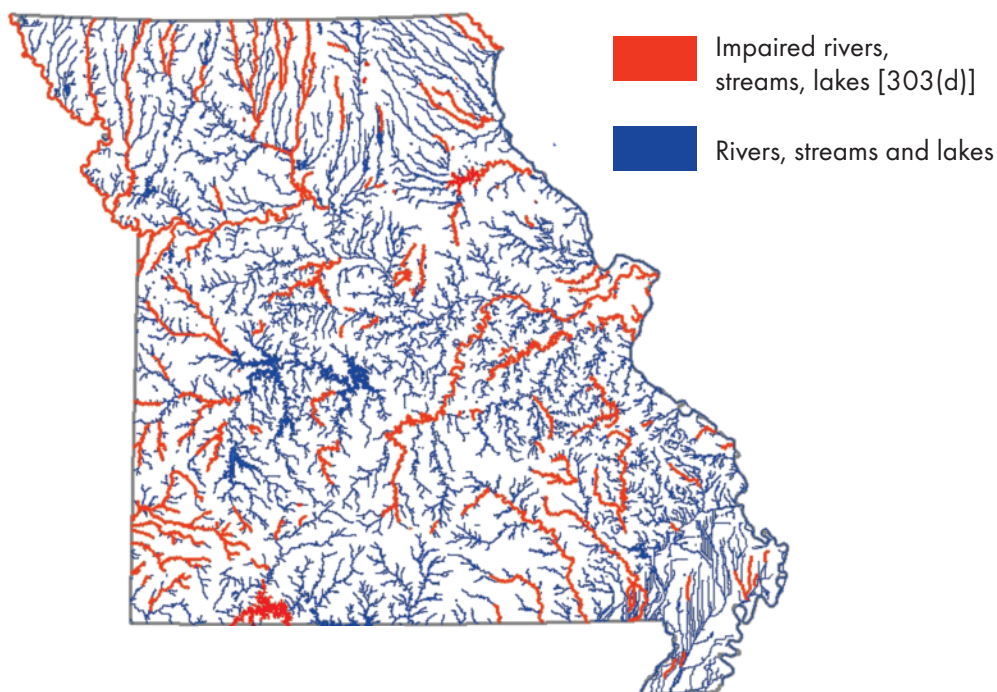 Impaired rivers,
streams, lakes [303(d)]
Rivers, streams and lakes